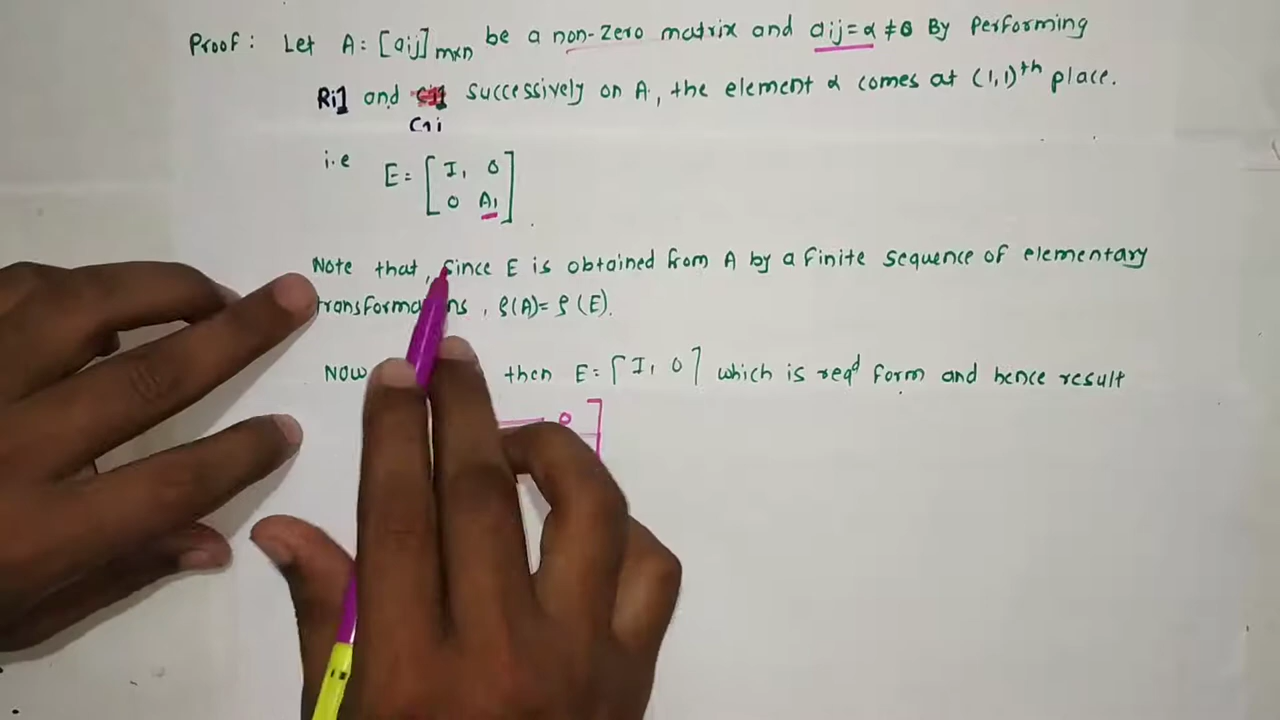 Proof: Let A = [aij]m×n be a non-zero matrix and aij = α ≠ 0 By Performing
Ri1 and successively on A, the element α comes at (1,1)th place.
C1i
i.e E = [I1 0
0 A1]
Note that, since E is obtained from A by a finite sequence of elementary
ρ(A) = ρ(E).
Now then E = [I1 0] which is reqd form and hence result
0